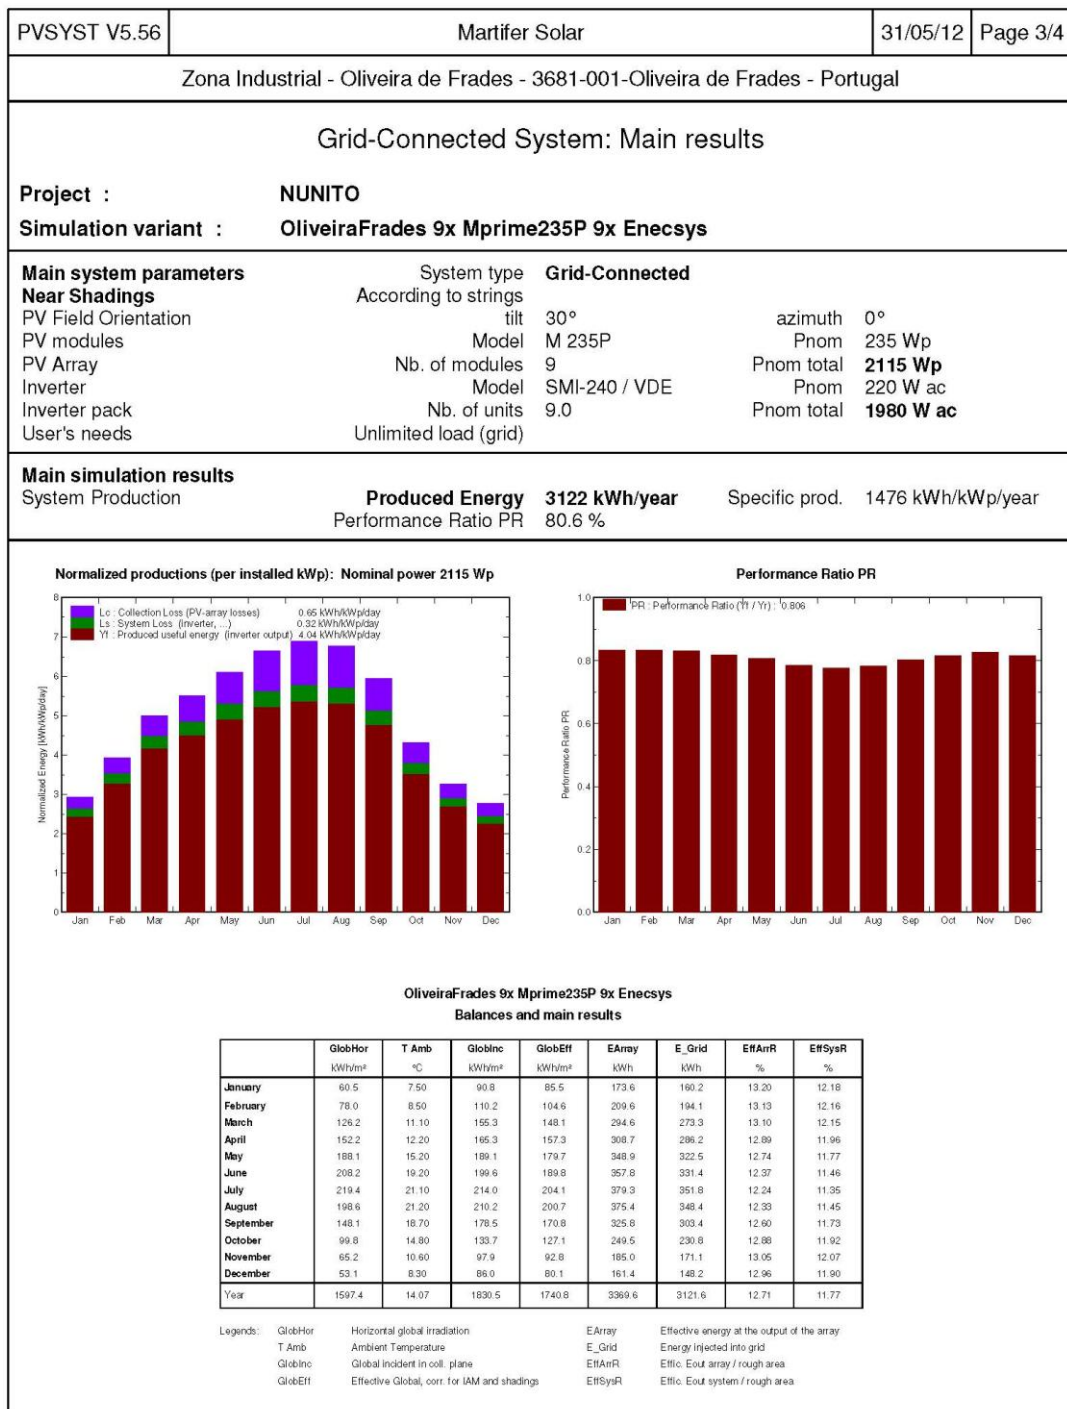 PVSYST V5.56 Martifer Solar 31/05/12 Page 3/4
Zona Industrial - Oliveira de Frades - 3681-001-Oliveira de Frades - Portugal
Grid-Connected System: Main results
Project : NUNITO
Simulation variant : OliveiraFrades 9x Mprime235P 9x Enecsys
Main system parameters System type Grid-Connected
Near Shadings According to strings
PV Field Orientation tilt 30° azimuth 0°
PV modules Model M 235P Pnom 235 Wp
PV Array Nb. of modules 9 Pnom total 2115 Wp
Inverter Model SMI-240 / VDE Pnom 220 W ac
Inverter pack Nb. of units 9.0 Pnom total 1980 W ac
User's needs Unlimited load (grid)
Main simulation results
System Production Produced Energy 3122 kWh/year Specific prod. 1476 kWh/kWp/year
Performance Ratio PR 80.6 %
Normalized productions (per installed kWp): Nominal power 2115 Wp
Lc : Collection Loss (PV-array losses) 0.65 kWh/kWp/day
Ls : System Loss (inverter, ...) 0.32 kWh/kWp/day
Yf : Produced useful energy (inverter output) 4.04 kWh/kWp/day
Normalized Energy [kWh/kWp/day]
8
7
6
5
4
3
2
1
0
Jan Feb Mar Apr May Jun Jul Aug Sep Oct Nov Dec
Performance Ratio PR
PR : Performance Ratio (Yf / Yr) : 0.806
Performance Ratio PR
1.0
0.8
0.6
0.4
0.2
0.0
Jan Feb Mar Apr May Jun Jul Aug Sep Oct Nov Dec
OliveiraFrades 9x Mprime235P 9x Enecsys
Balances and main results
GlobHor T Amb GlobInc GlobEff EArray E_Grid EffArrR EffSysR
kWh/m² °C kWh/m² kWh/m² kWh kWh % %
January 60.5 7.50 90.8 85.5 173.6 160.2 13.20 12.18
February 78.0 8.50 110.2 104.6 209.6 194.1 13.13 12.16
March 126.2 11.10 155.3 148.1 294.6 273.3 13.10 12.15
April 152.2 12.20 165.3 157.3 308.7 286.2 12.89 11.96
May 188.1 15.20 189.1 179.7 348.9 322.5 12.74 11.77
June 208.2 19.20 199.6 189.8 357.8 331.4 12.37 11.46
July 219.4 21.10 214.0 204.1 379.3 351.8 12.24 11.35
August 198.6 21.20 210.2 200.7 375.4 348.4 12.33 11.45
September 148.1 18.70 178.5 170.8 325.8 303.4 12.60 11.73
October 99.8 14.80 133.7 127.1 249.5 230.8 12.88 11.92
November 65.2 10.60 97.9 92.8 185.0 171.1 13.05 12.07
December 53.1 8.30 86.0 80.1 161.4 148.2 12.96 11.90
Year 1597.4 14.07 1830.5 1740.8 3369.6 3121.6 12.71 11.77
Legends: GlobHor Horizontal global irradiation EArray Effective energy at the output of the array
T Amb Ambient Temperature E_Grid Energy injected into grid
GlobInc Global incident in coll. plane EffArrR Effic. Eout array / rough area
GlobEff Effective Global, corr. for IAM and shadings EffSysR Effic. Eout system / rough area